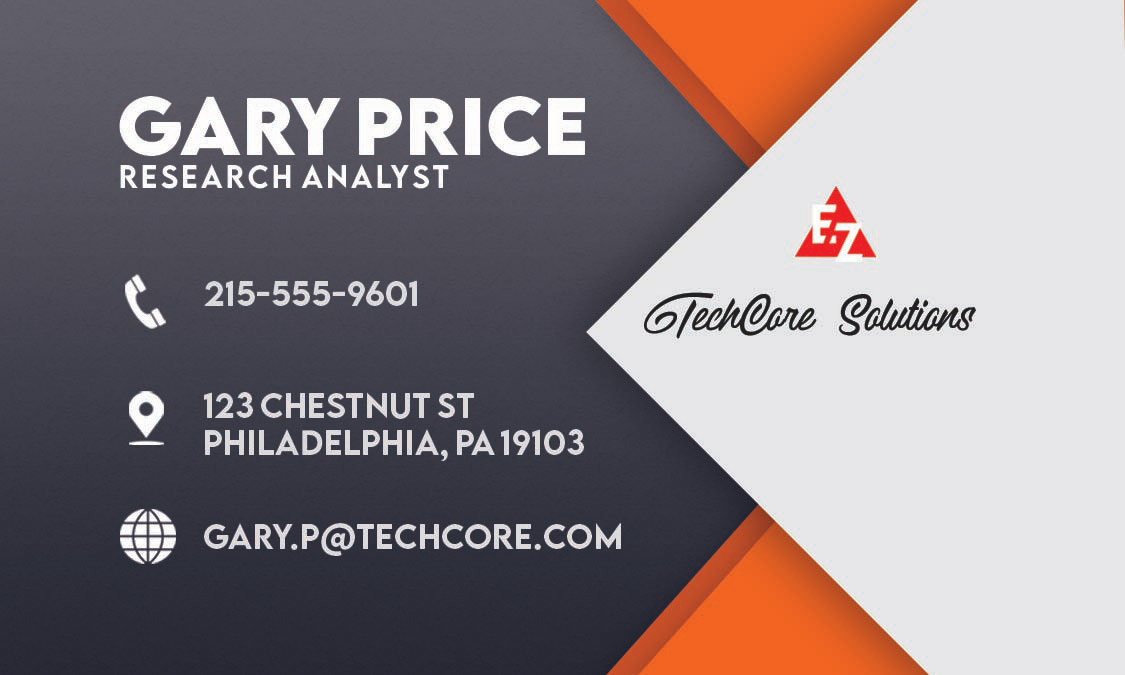 GARY PRICE
RESEARCH ANALYST
215-555-9601
123 CHESTNUT ST
PHILADELPHIA, PA 19103
GARY.P@TECHCORE.COM
E.Z
TechCore Solutions